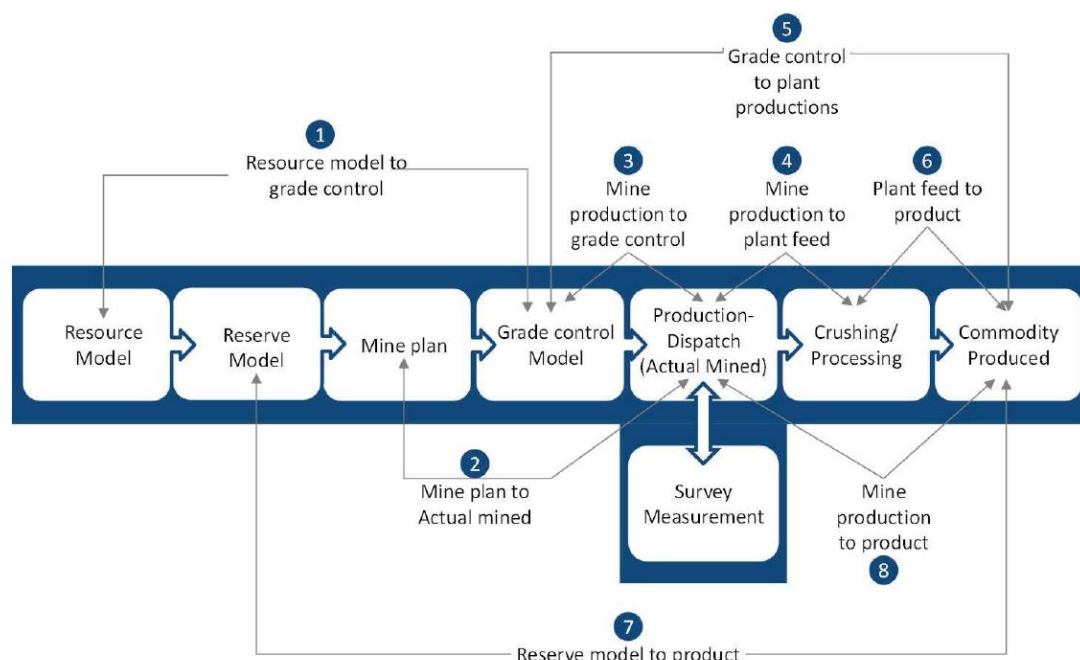 5
Grade control
to plant
productions
1
Resource model to
grade control
3
Mine
production to
grade control
4
Mine
production to
plant feed
6
Plant feed to
product
Resource
Model
Reserve
Model
Mine plan
Grade control
Model
Production-
Dispatch
(Actual Mined)
Crushing/
Processing
Commodity
Produced
2
Mine plan to
Actual mined
Survey
Measurement
Mine
production
to product
8
7
Reserve model to product